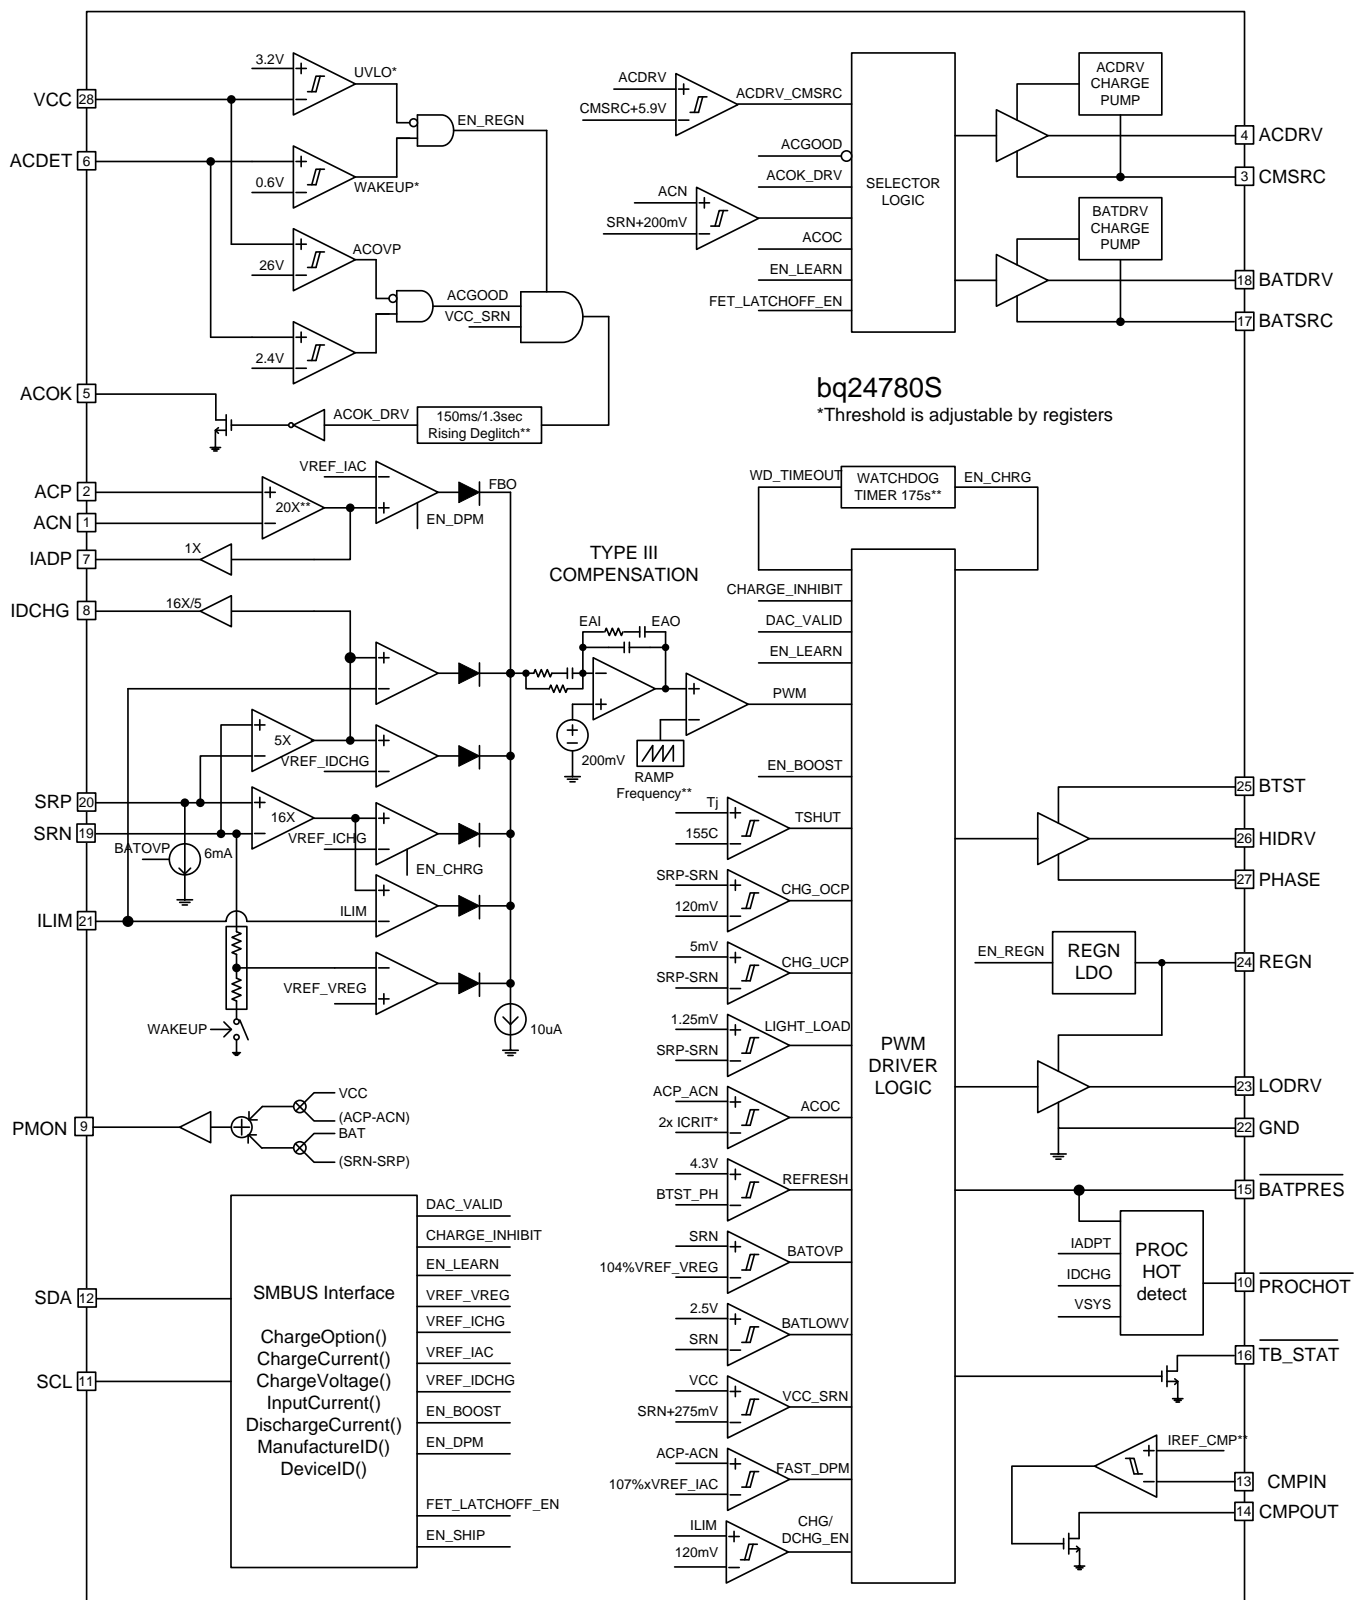 3.2V
UVLO*
VCC 28
EN_REGN
ACDET 6
0.6V
WAKEUP*
ACOVP
26V
ACGOOD
VCC_SRN
2.4V
ACOK 5
ACOK_DRV
150ms/1.3sec
Rising Deglitch**
ACDRV
CMSRC+5.9V
ACDRV_CMSRC
ACGOOD
ACOK_DRV
ACN
SRN+200mV
ACOC
EN_LEARN
FET_LATCHOFF_EN
SELECTOR
LOGIC
ACDRV
CHARGE
PUMP
4 ACDRV
3 CMSRC
BATDRV
CHARGE
PUMP
18 BATDRV
17 BATSRC
bq24780S
*Threshold is adjustable by registers
VREF_IAC
FBO
ACP 2
20X**
ACN 1
EN_DPM
1X
IADP 7
IDCHG 8
16X/5
TYPE III
COMPENSATION
EAI
EAO
PWM
200mV
RAMP
Frequency**
5X
VREF_IDCHG
SRP 20
16X
SRN 19
VREF_ICHG
BATOVP
6mA
EN_CHRG
ILIM 21
ILIM
VREF_VREG
WAKEUP
10uA
WD_TIMEOUT
WATCHDOG
TIMER 175s**
EN_CHRG
CHARGE_INHIBIT
DAC_VALID
EN_LEARN
EN_BOOST
Tj
155C
TSHUT
SRP-SRN
120mV
CHG_OCP
5mV
SRP-SRN
CHG_UCP
1.25mV
SRP-SRN
LIGHT_LOAD
ACP_ACN
2x ICRIT*
ACOC
4.3V
BTST_PH
REFRESH
SRN
104%VREF_VREG
BATOVP
2.5V
SRN
BATLOWV
VCC
SRN+275mV
VCC_SRN
ACP-ACN
107%xVREF_IAC
FAST_DPM
ILIM
120mV
CHG/
DCHG_EN
PWM
DRIVER
LOGIC
25 BTST
26 HIDRV
27 PHASE
EN_REGN
REGN
LDO
24 REGN
23 LODRV
22 GND
15 BATPRES
IADPT
IDCHG
VSYS
PROC
HOT
detect
10 PROCHOT
16 TB_STAT
IREF_CMP**
13 CMPIN
14 CMPOUT
PMON 9
VCC
(ACP-ACN)
BAT
(SRN-SRP)
SDA 12
SCL 11
SMBUS Interface
ChargeOption()
ChargeCurrent()
ChargeVoltage()
InputCurrent()
DischargeCurrent()
ManufactureID()
DeviceID()
DAC_VALID
CHARGE_INHIBIT
EN_LEARN
VREF_VREG
VREF_ICHG
VREF_IAC
VREF_IDCHG
EN_BOOST
EN_DPM
FET_LATCHOFF_EN
EN_SHIP